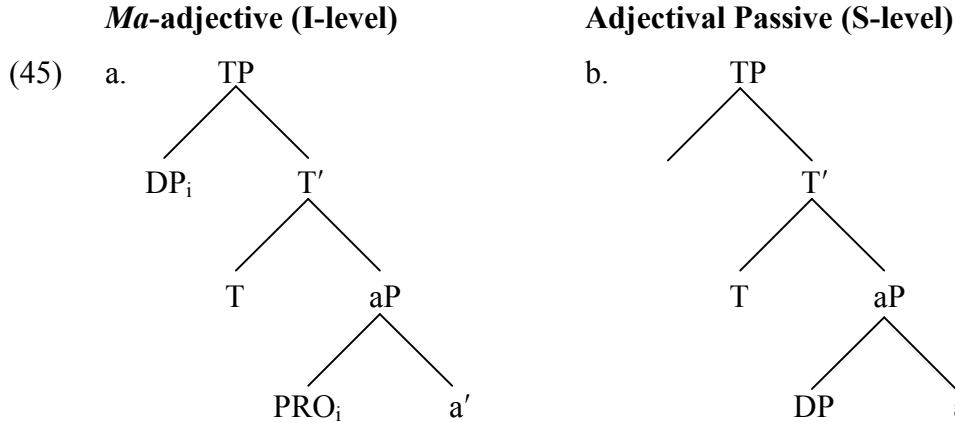 Ma-adjective (I-level) Adjectival Passive (S-level)
(45) a. TP b. TP
DPi T′ T′
T aP T aP
PROi a′ DP